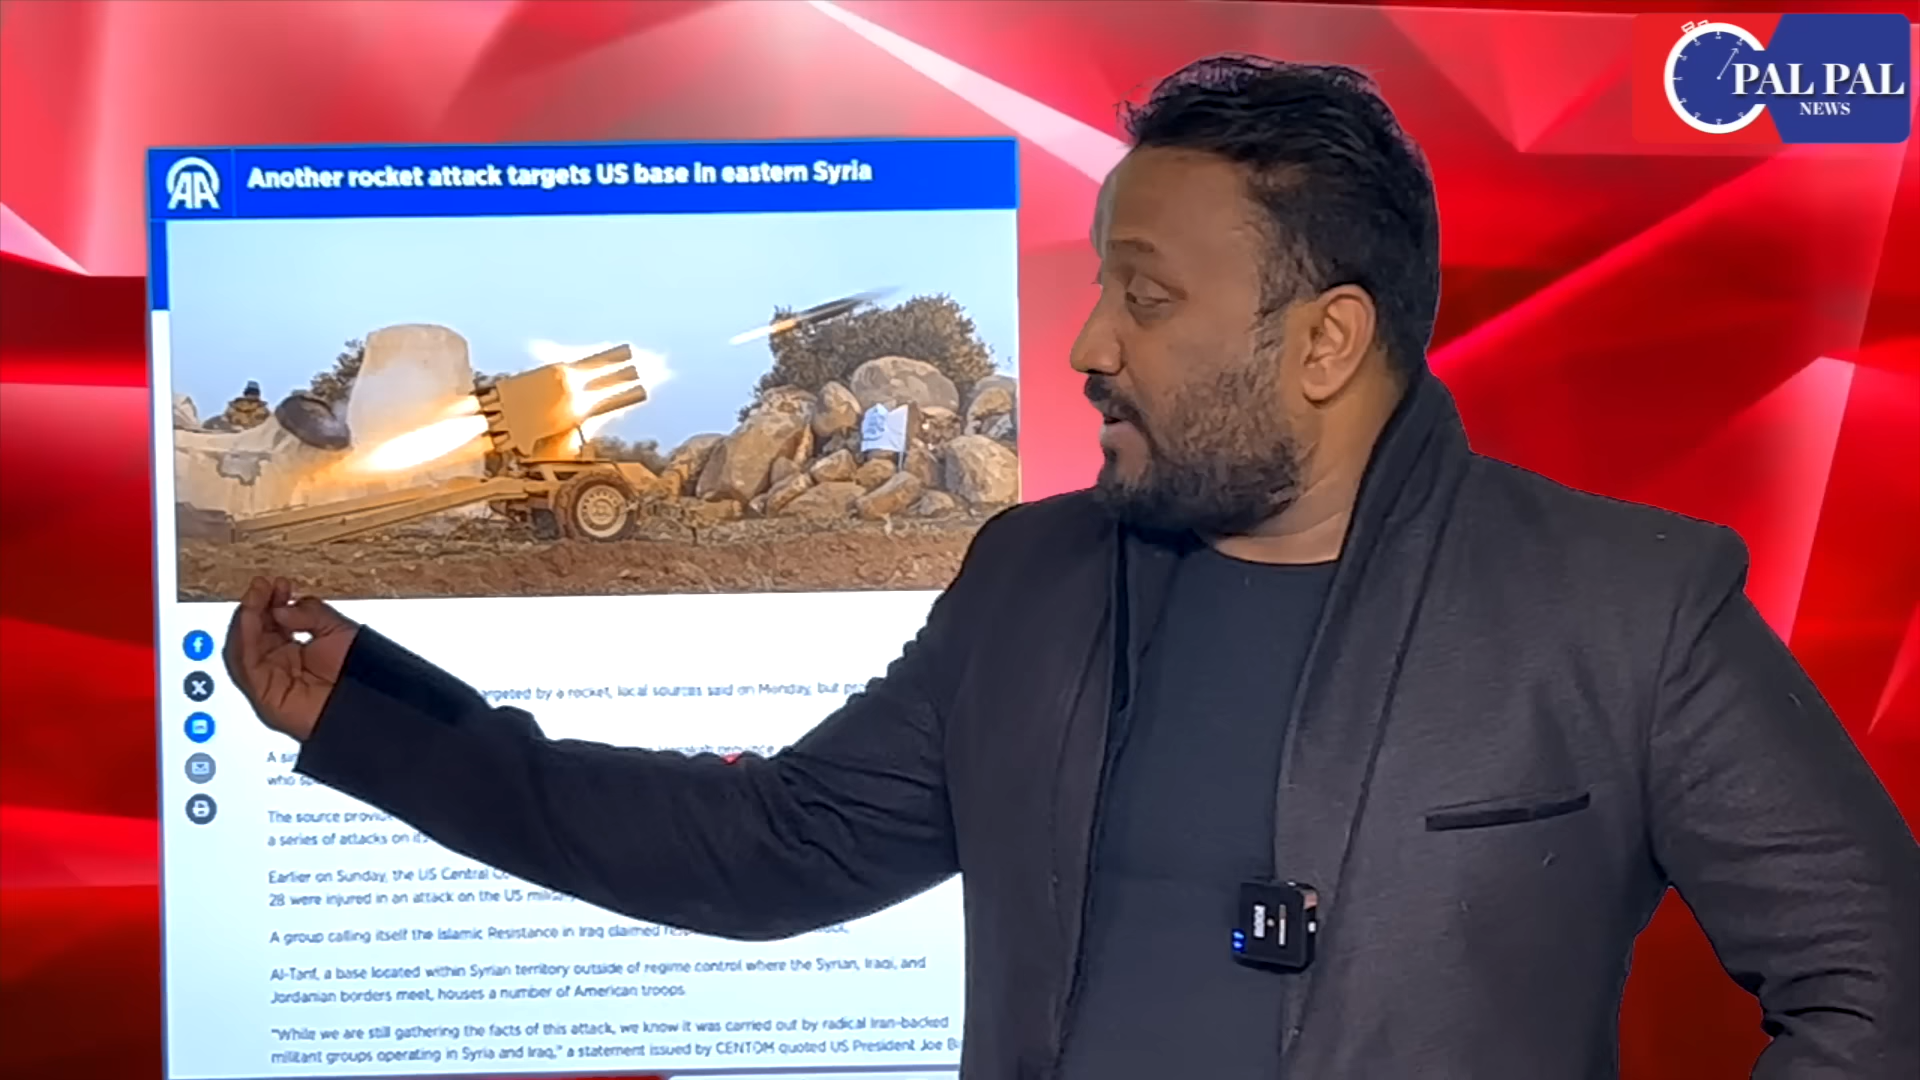 PAL PAL
NEWS
AA
Another rocket attack targets US base in eastern Syria
targeted by a rocket, local sources said on Monday, but
province
A
who
The source
a series of attacks on
Earlier on Sunday, the US Central
28 were injured in an attack on the US
A group calling itself the Islamic Resistance in Iraq claimed
Al-Tanf, a base located within Syrian territory outside of regime control where the Syrian, Iraqi, and
Jordanian borders meet, houses a number of American troops.
"While we are still gathering the facts of this attack, we know it was carried out by radical Iran-backed
militant groups operating in Syria and Iraq," a statement issued by CENTOM quoted US President Joe